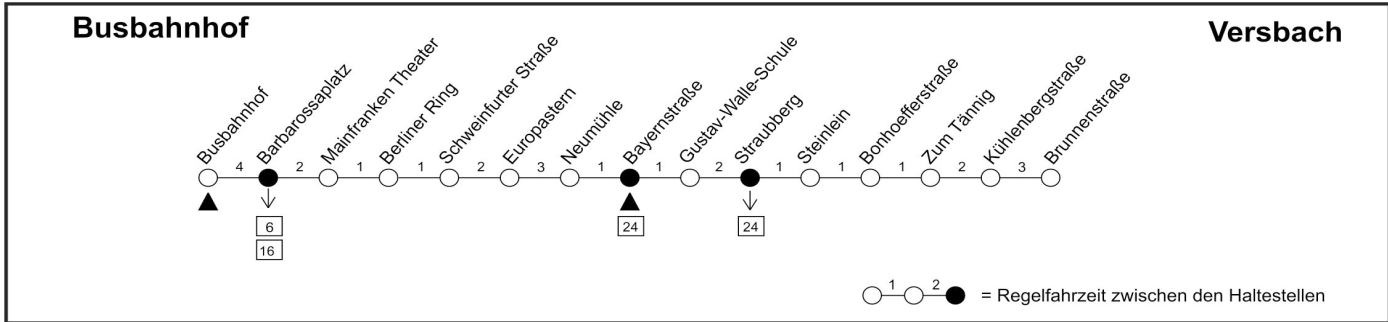 Busbahnhof
Versbach
Busbahnhof
Barbarossaplatz
Mainfranken Theater
Berliner Ring
Schweinfurter Straße
Europastern
Neumühle
Bayernstraße
Gustav-Walle-Schule
Straubberg
Steinlein
Bonhoefferstraße
Zum Tännig
Kühlenbergstraße
Brunnenstraße
4 2 1 1 2 3 1 1 2 1 1 1 2 3
6 24 24
16
1 2 = Regelfahrzeit zwischen den Haltestellen